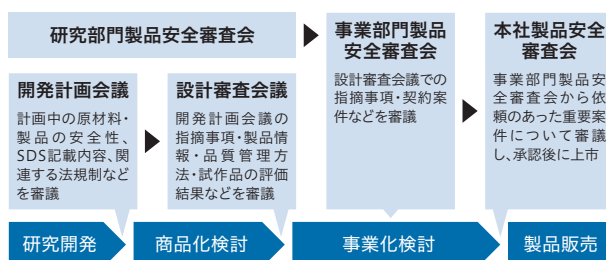 研究部門製品安全審査会
開発計画会議
計画中の原材料・
製品の安全性、
SDS記載内容、関
連する法規制など
を審議
設計審査会議
開発計画会議の
指摘事項・製品情
報・品質管理方
法・試作品の評価
結果などを審議
事業部門製品
安全審査会
設計審査会議での
指摘事項・契約案
件などを審議
本社製品安全
審査会
事業部門製品安
全審査会から依
頼のあった重要案
件について審議
し、承認後に上市
研究開発
商品化検討
事業化検討
製品販売